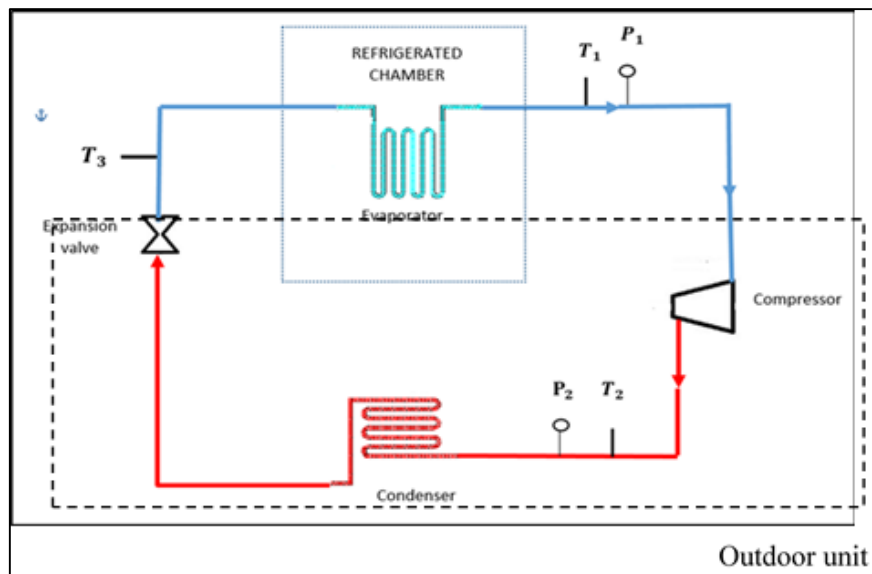 REFRIGERATED
CHAMBER
T₁
P₁
T₃
Evaporator
Expansion
valve
Compressor
P₂
T₂
Condenser
Outdoor unit